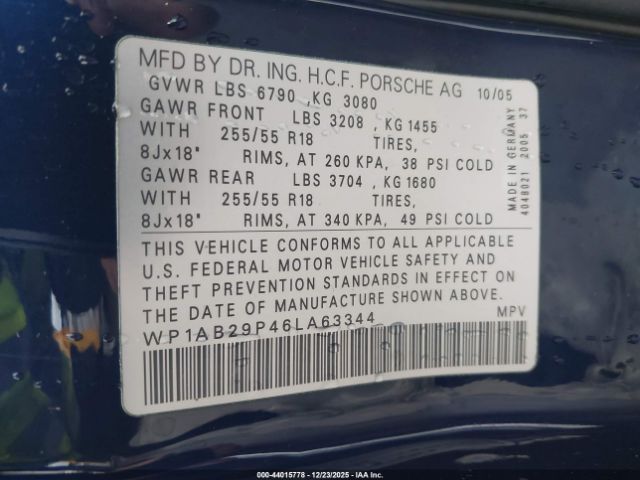 MFD BY DR. ING. H.C.F. PORSCHE AG 10/05
GVWR LBS 6790 , KG 3080
GAWR FRONT LBS 3208 , KG 1455
WITH 255/55 R18 TIRES,
8Jx18" RIMS, AT 260 KPA, 38 PSI COLD
GAWR REAR LBS 3704 , KG 1680
WITH 255/55 R18 TIRES,
8Jx18" RIMS, AT 340 KPA, 49 PSI COLD
MADE IN GERMANY
4048021 2005 37
THIS VEHICLE CONFORMS TO ALL APPLICABLE
U.S. FEDERAL MOTOR VEHICLE SAFETY AND
THEFT PREVENTION STANDARDS IN EFFECT ON
THE DATE OF MANUFACTURE SHOWN ABOVE.
WP1AB29P46LA63344 MPV
000-44015778 - 12/23/2025 - IAA Inc.